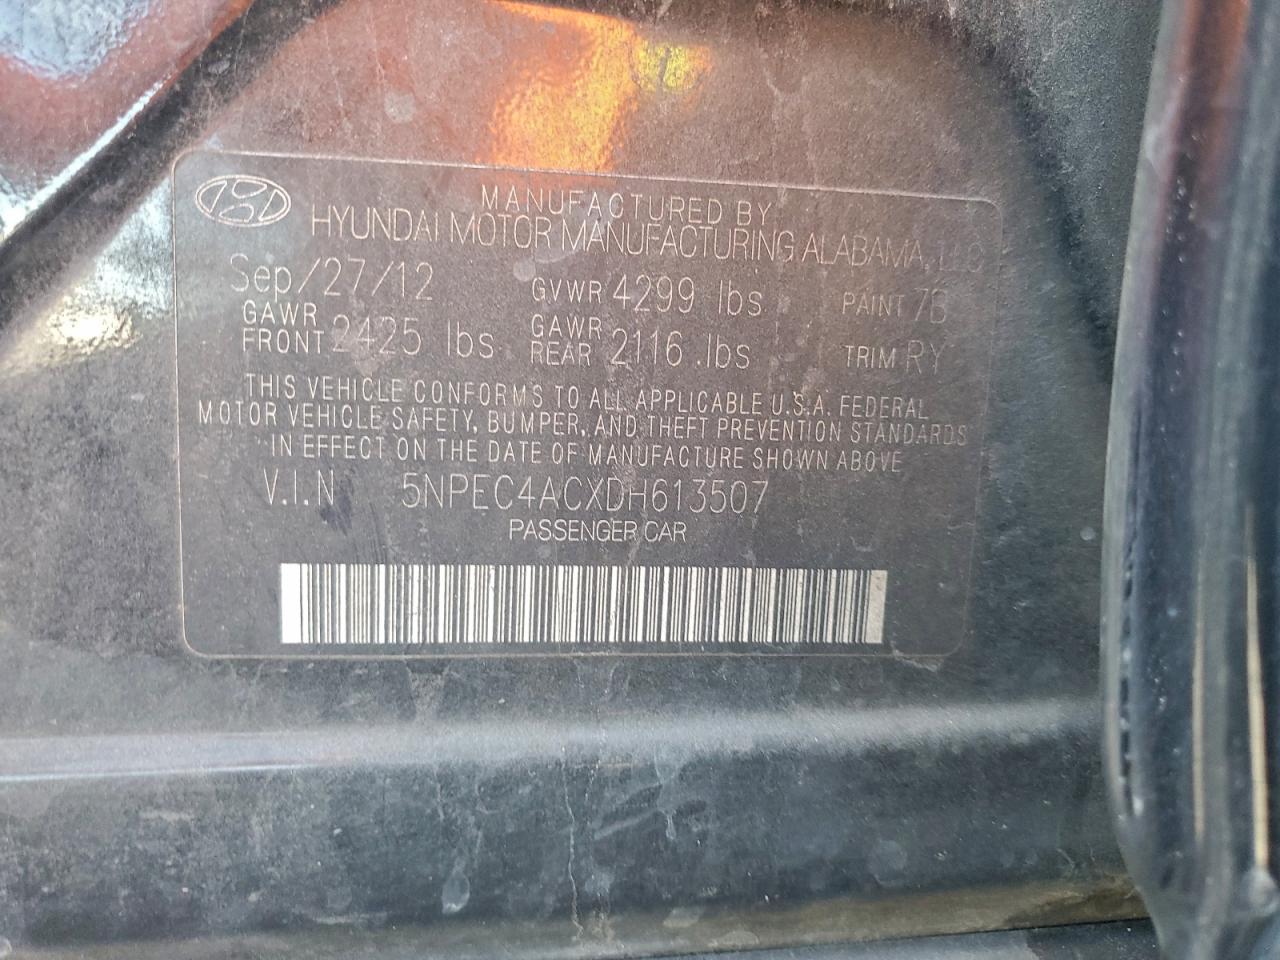 MANUFACTURED BY
HYUNDAI MOTOR MANUFACTURING ALABAMA, LLC
Sep/27/12 GVWR 4299 lbs PAINT 7B
GAWR FRONT 2425 lbs GAWR REAR 2116 lbs TRIM RY
THIS VEHICLE CONFORMS TO ALL APPLICABLE U.S.A. FEDERAL
MOTOR VEHICLE SAFETY, BUMPER, AND THEFT PREVENTION STANDARDS
IN EFFECT ON THE DATE OF MANUFACTURE SHOWN ABOVE
V.I.N 5NPEC4ACXDH613507
PASSENGER CAR